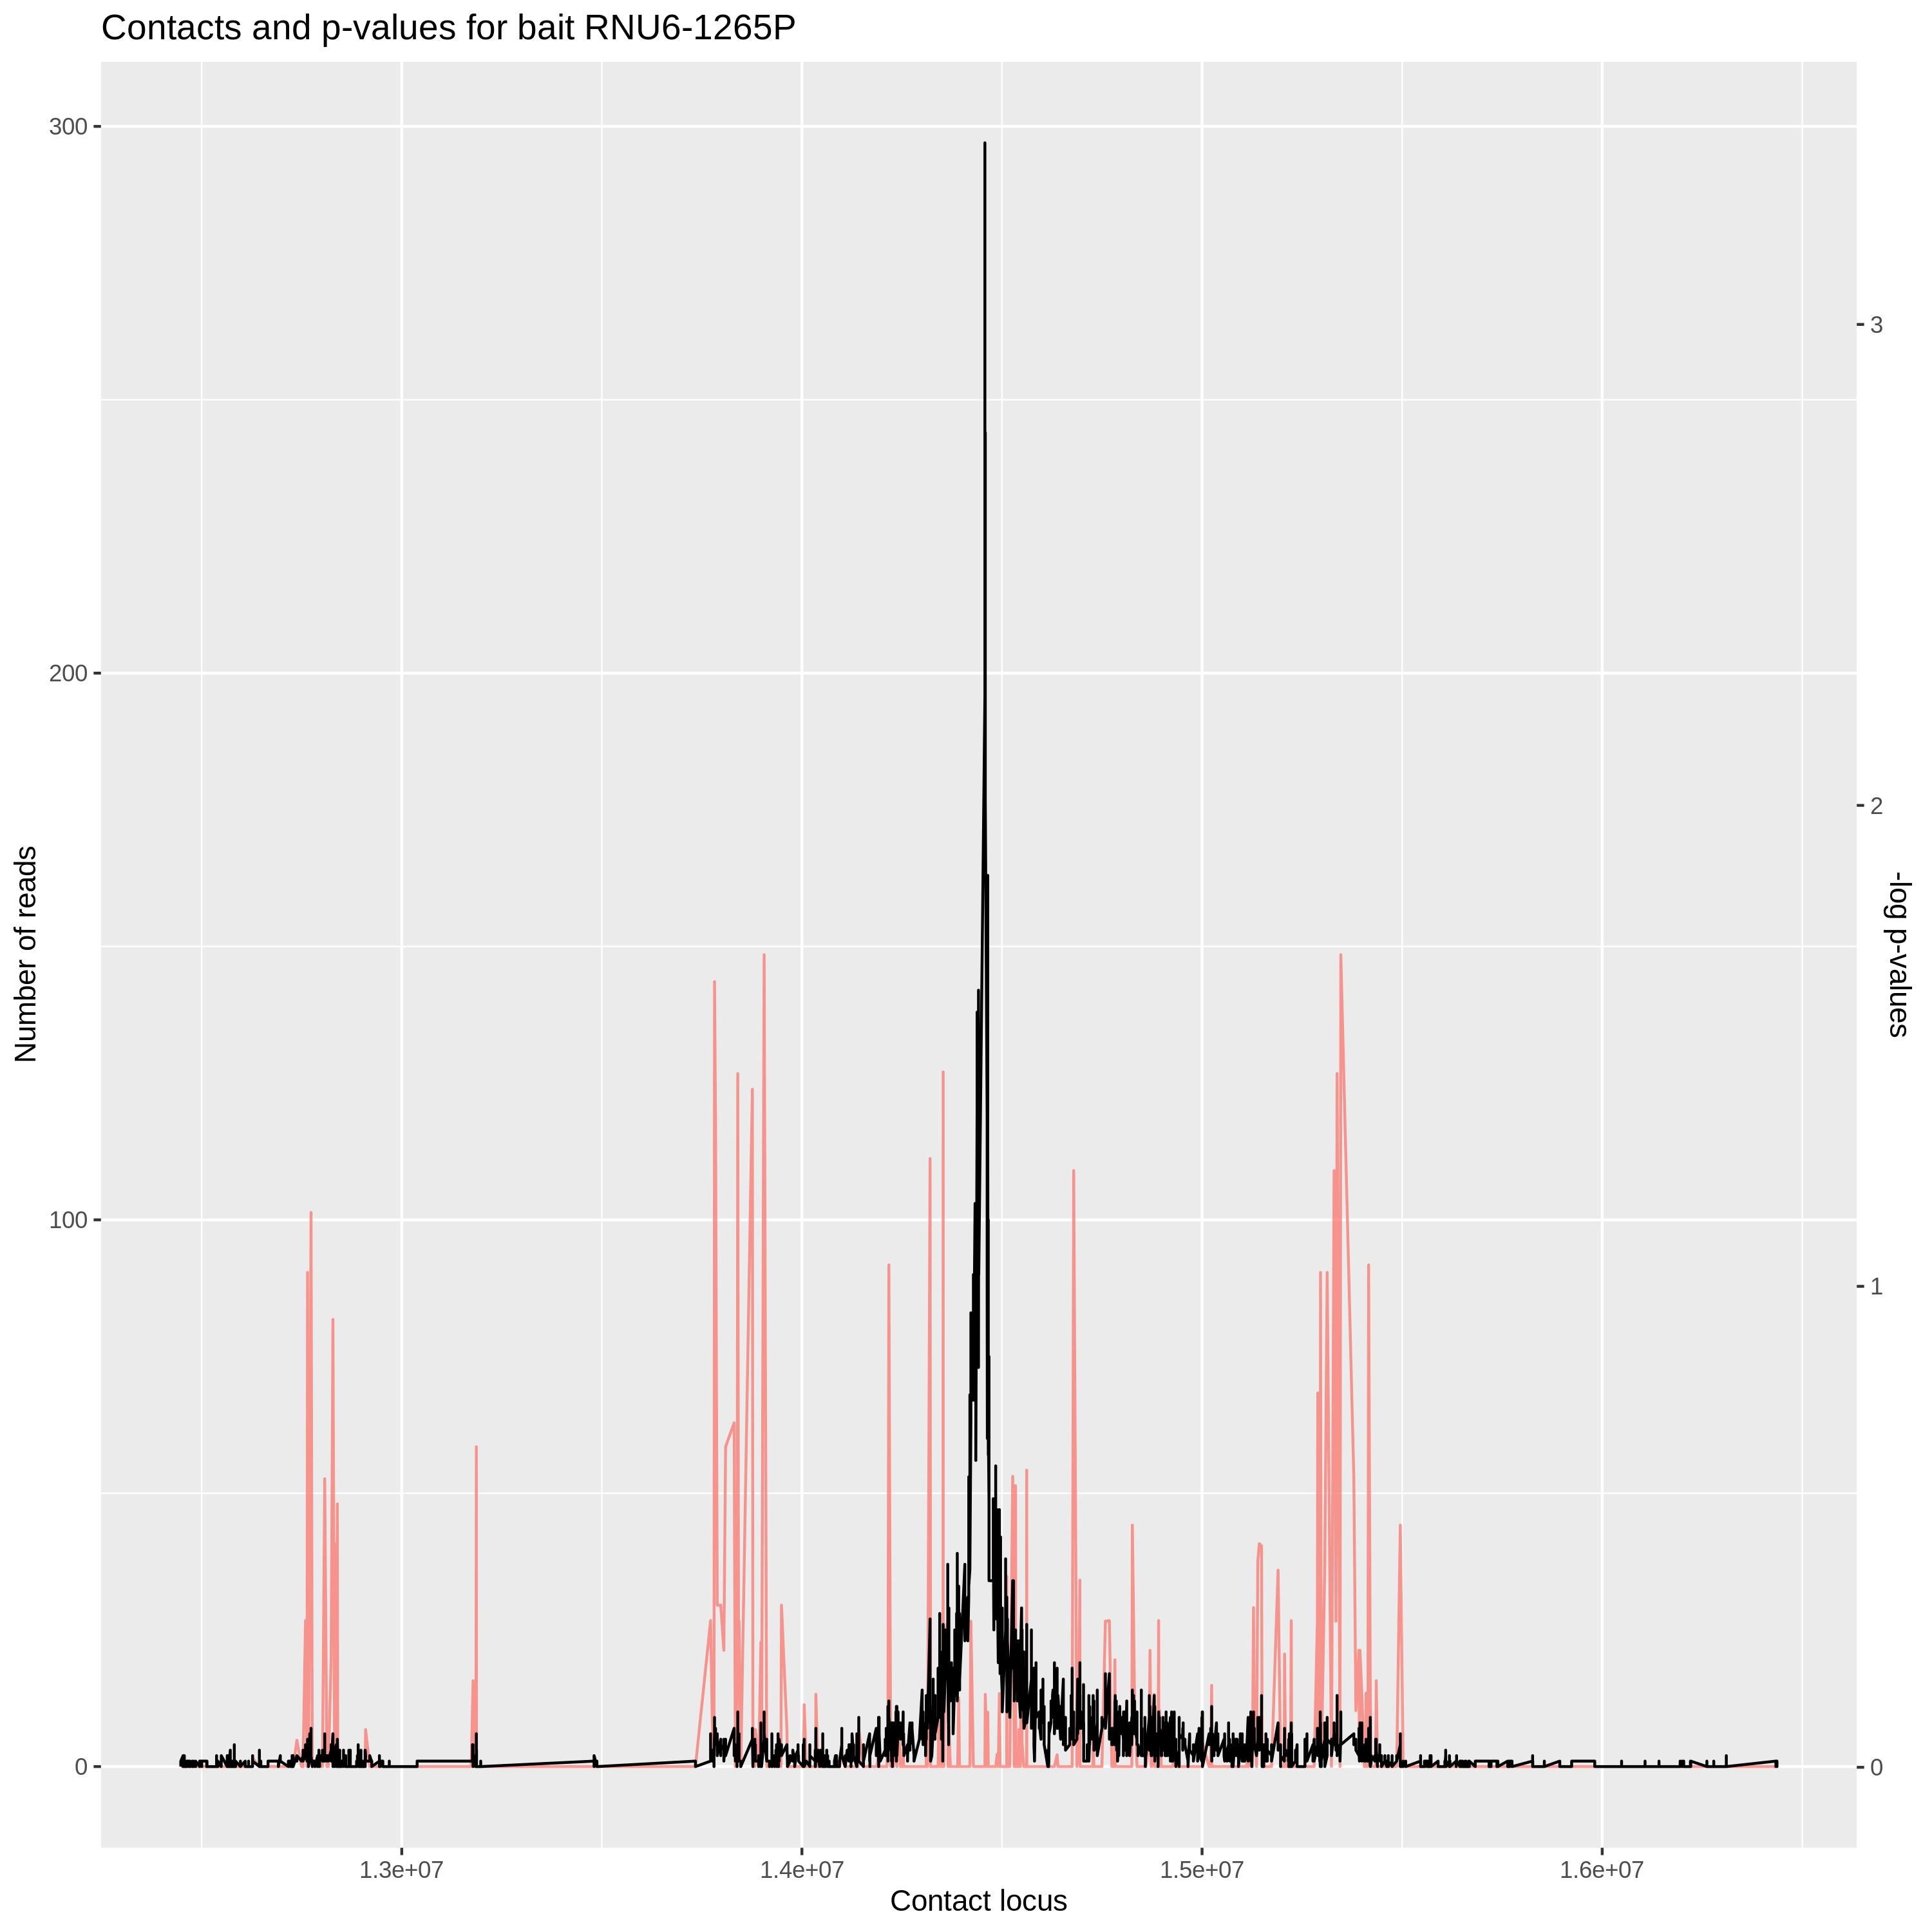 Contacts and p-values for bait RNU6-1265P
300
200
100
0
3
2
1
0
Number of reads
-log p-values
1.3e+07
1.4e+07
1.5e+07
1.6e+07
Contact locus